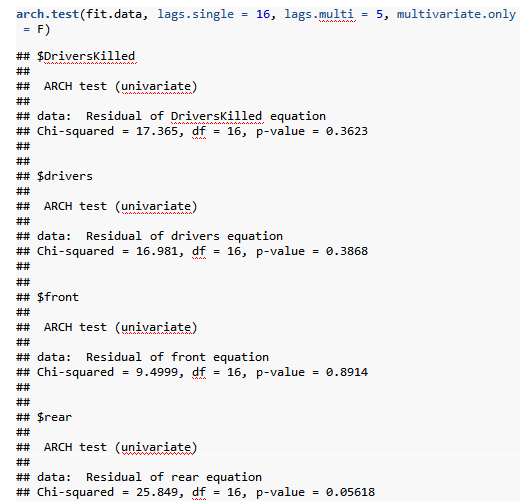 arch.test(fit.data, lags.single = 16, lags.multi = 5, multivariate.only
= F)
## $DriversKilled
##
##  ARCH test (univariate)
##
## data:  Residual of DriversKilled equation
## Chi-squared = 17.365, df = 16, p-value = 0.3623
##
##
## $drivers
##
##  ARCH test (univariate)
##
## data:  Residual of drivers equation
## Chi-squared = 16.981, df = 16, p-value = 0.3868
##
##
## $front
##
##  ARCH test (univariate)
##
## data:  Residual of front equation
## Chi-squared = 9.4999, df = 16, p-value = 0.8914
##
##
## $rear
##
##  ARCH test (univariate)
##
## data:  Residual of rear equation
## Chi-squared = 25.849, df = 16, p-value = 0.05618